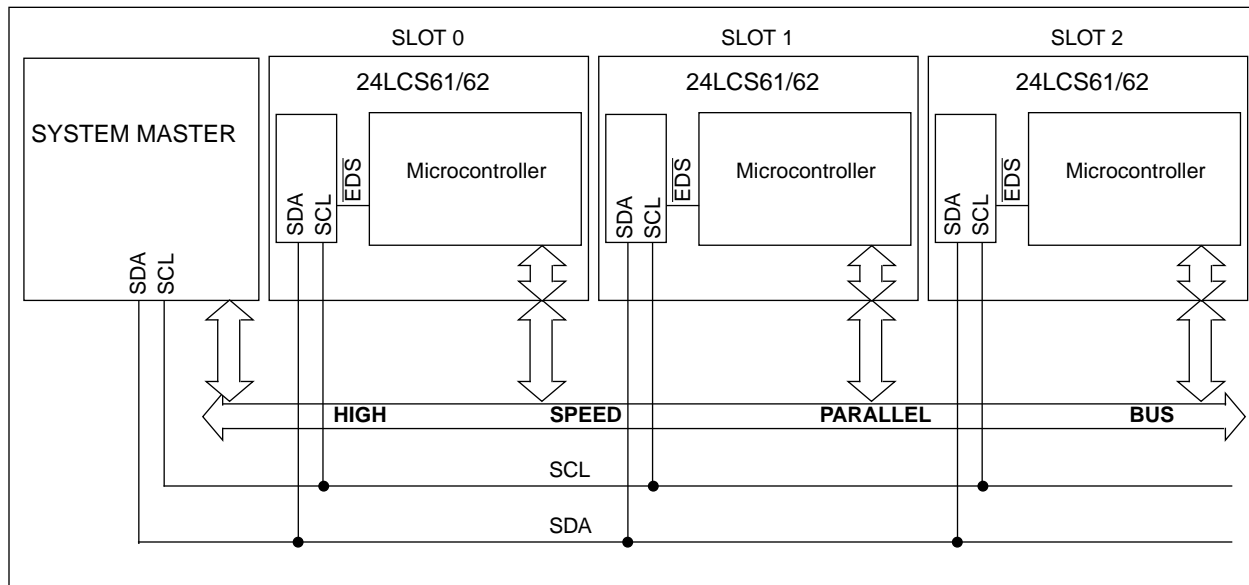 SLOT 0
SLOT 1
SLOT 2
SYSTEM MASTER
SDA
SCL
24LCS61/62
SDA
SCL
EDS
Microcontroller
24LCS61/62
SDA
SCL
EDS
Microcontroller
24LCS61/62
SDA
SCL
EDS
Microcontroller
HIGH SPEED PARALLEL BUS
SCL
SDA